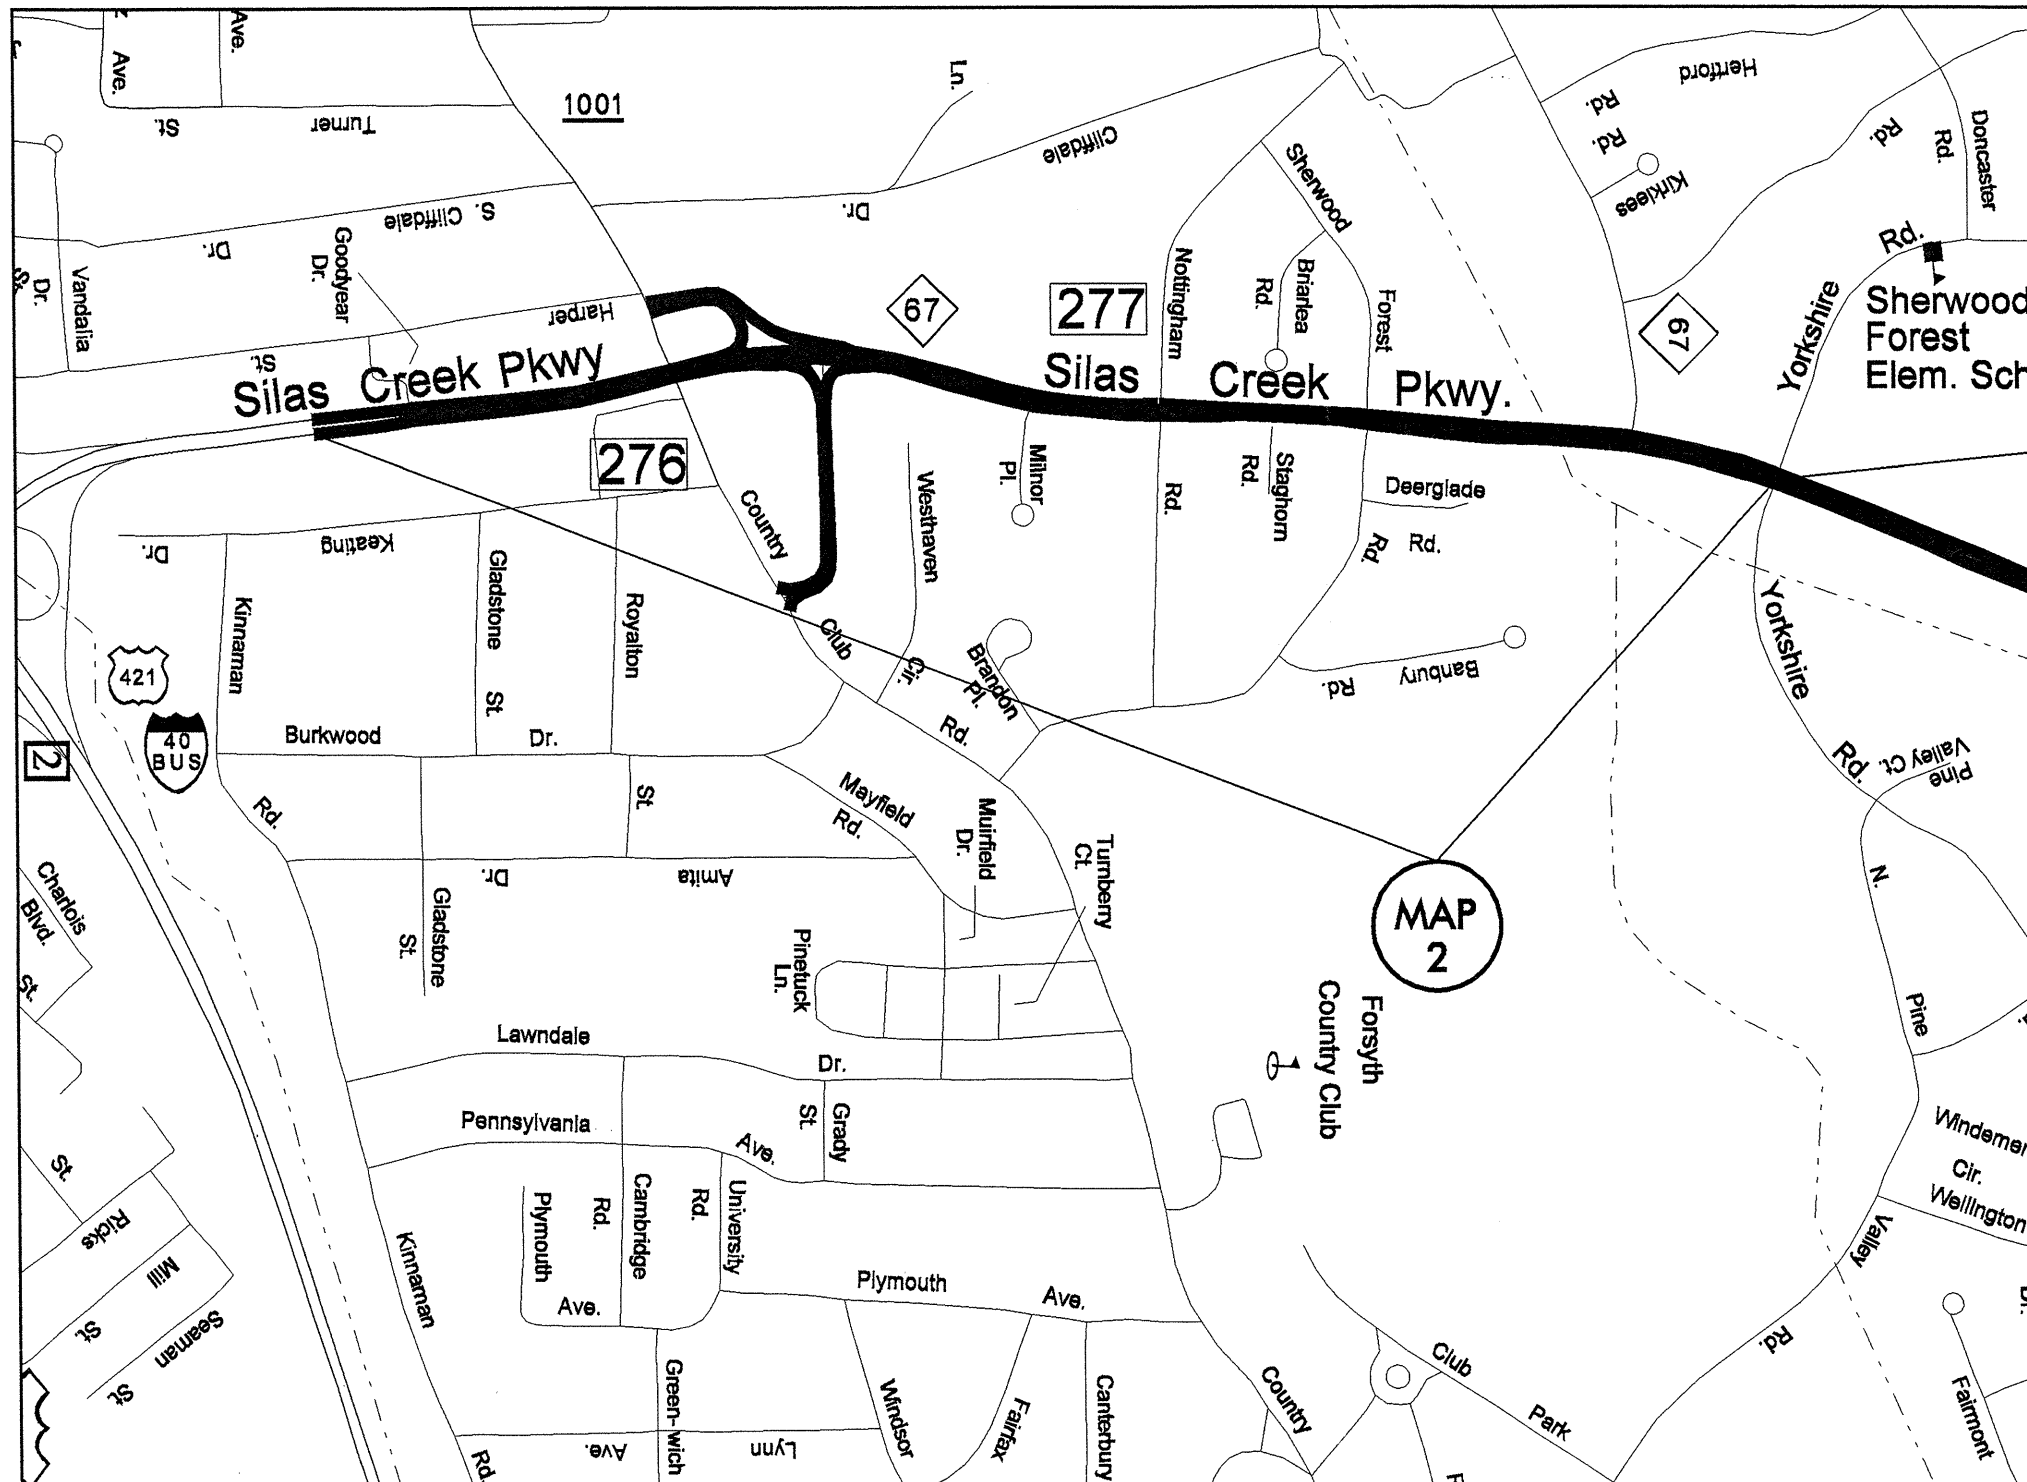 Ave.
Ave.
Turner
St.
1001
Ln.
Cliffdale
Dr.
Hertford
Rd.
Rd.
Kirklees
Rd.
Doncaster
Rd.
S. Cliffdale
Dr.
Goodyear
Dr.
Vandalia
Dr.
St.
Harper
St.
Silas Creek Pkwy
67
277
Nottingham
Rd.
Sherwood
Forest
Rd.
Briarlea
Rd.
Silas Creek Pkwy.
67
Yorkshire
Rd.
Sherwood
Forest
Elem. Sch
276
Country
Club
Rd.
Westhaven
Cir.
Milnor
Pl.
Staghorn
Rd.
Deerglade
Rd.
Keating
Dr.
Kinnaman
Rd.
Gladstone
St.
Royalton
St.
Brandon
Pl.
Banbury
Rd.
Yorkshire
Rd.
Pine
Valley Ct.
421
40
BUS
2
Burkwood
Dr.
Mayfield
Rd.
Muirfield
Dr.
Turnberry
Ct.
Amita
Dr.
Gladstone
St.
Pinetuck
Ln.
MAP
2
Forsyth
Country Club
N.
Pine
Valley
Rd.
Charlois
Blvd.
St.
Lawndale
Dr.
Pennsylvania
Ave.
Grady
St.
St.
Ricks
Mill
St.
Seaman
St.
Kinnaman
Rd.
Plymouth
Ave.
Cambridge
Rd.
University
Rd.
Plymouth
Ave.
Windemer
Cir.
Wellington
Green-wich
Lynn
Ave.
Windsor
Fairfax
Canterbury
Country
Club
Park
Fairmont